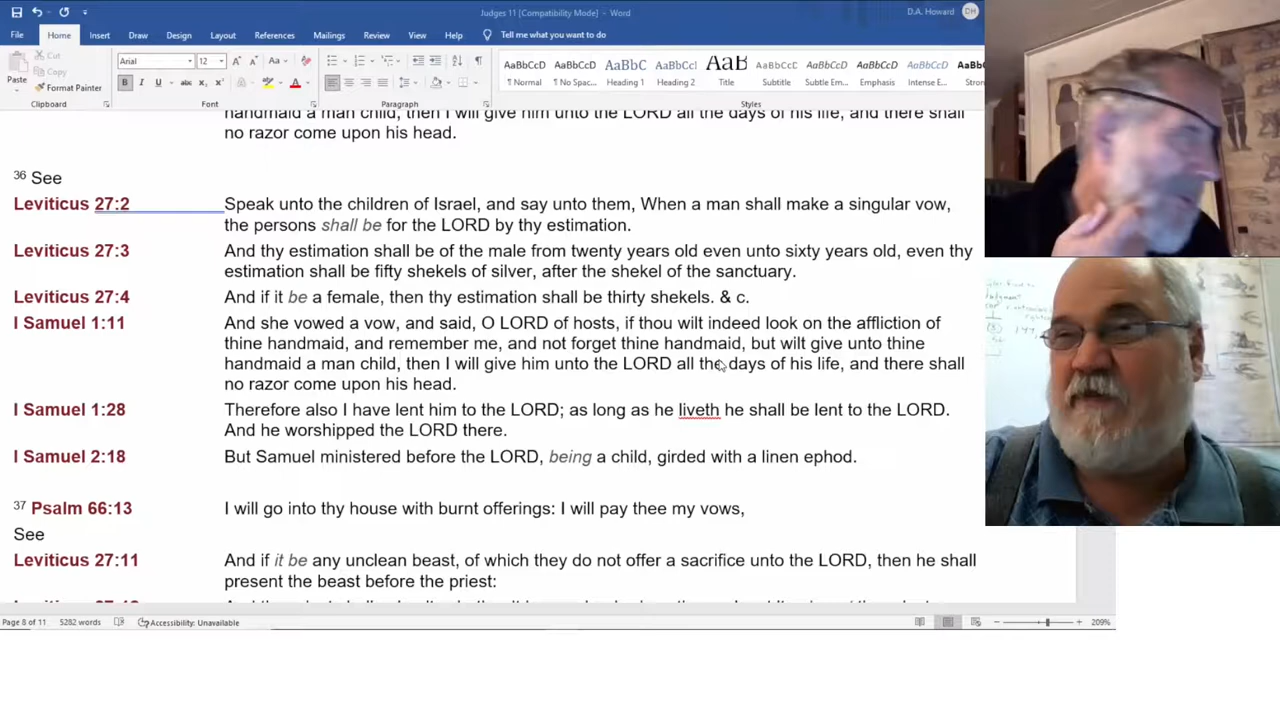 Judges 11 [Compatibility Mode] - Word
D.A. Howard DH
File Home Insert Draw Design Layout References Mailings Review View Help Tell me what you want to do
Paste Cut Copy Format Painter
Arial 12
Clipboard Font Paragraph Styles
AaBbCcDd ¶ Normal AaBbCcDd ¶ No Spac... AaBbC Heading 1 AaBbCcI Heading 2 AaB Title AaBbCcD Subtitle AaBbCcDd Subtle Em... AaBbCcDd Emphasis AaBbCcDd Intense E... AaBbCcDd Stron
handmaid a man child, then I will give him unto the LORD all the days of his life, and there shall
no razor come upon his head.
36 See
Leviticus 27:2 Speak unto the children of Israel, and say unto them, When a man shall make a singular vow,
the persons shall be for the LORD by thy estimation.
Leviticus 27:3 And thy estimation shall be of the male from twenty years old even unto sixty years old, even thy
estimation shall be fifty shekels of silver, after the shekel of the sanctuary.
Leviticus 27:4 And if it be a female, then thy estimation shall be thirty shekels. & c.
I Samuel 1:11 And she vowed a vow, and said, O LORD of hosts, if thou wilt indeed look on the affliction of
thine handmaid, and remember me, and not forget thine handmaid, but wilt give unto thine
handmaid a man child, then I will give him unto the LORD all the days of his life, and there shall
no razor come upon his head.
I Samuel 1:28 Therefore also I have lent him to the LORD; as long as he liveth he shall be lent to the LORD.
And he worshipped the LORD there.
I Samuel 2:18 But Samuel ministered before the LORD, being a child, girded with a linen ephod.
37 Psalm 66:13 I will go into thy house with burnt offerings: I will pay thee my vows,
See
Leviticus 27:11 And if it be any unclean beast, of which they do not offer a sacrifice unto the LORD, then he shall
present the beast before the priest:
Page 8 of 11 5282 words Accessibility: Unavailable 209%